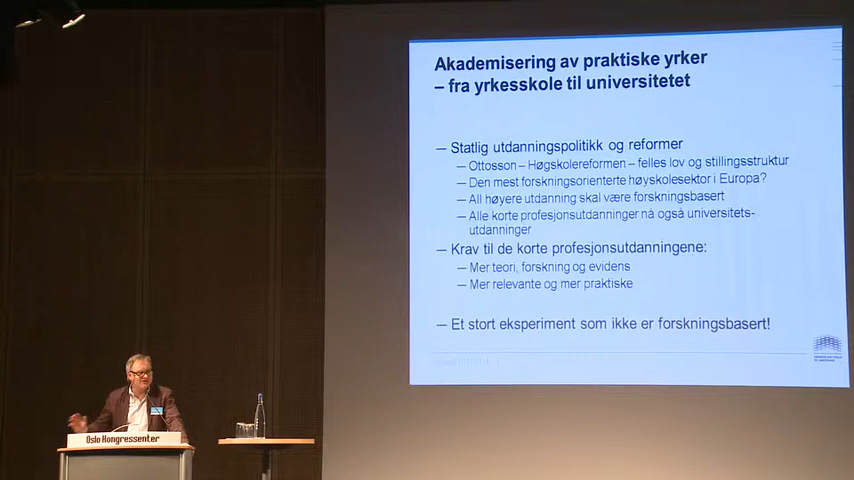 Akademisering av praktiske yrker
– fra yrkesskole til universitetet
— Statlig utdanningspolitikk og reformer
— Ottosson – Høgskolereformen – felles lov og stillingsstruktur
— Den mest forskningsorienterte høyskolesektor i Europa?
— All høyere utdanning skal være forskningsbasert
— Alle korte profesjonsutdanninger nå også universitets-
utdanninger
— Krav til de korte profesjonsutdanningene:
— Mer teori, forskning og evidens
— Mer relevante og mer praktiske
— Et stort eksperiment som ikke er forskningsbasert!
Oslo Kongressenter